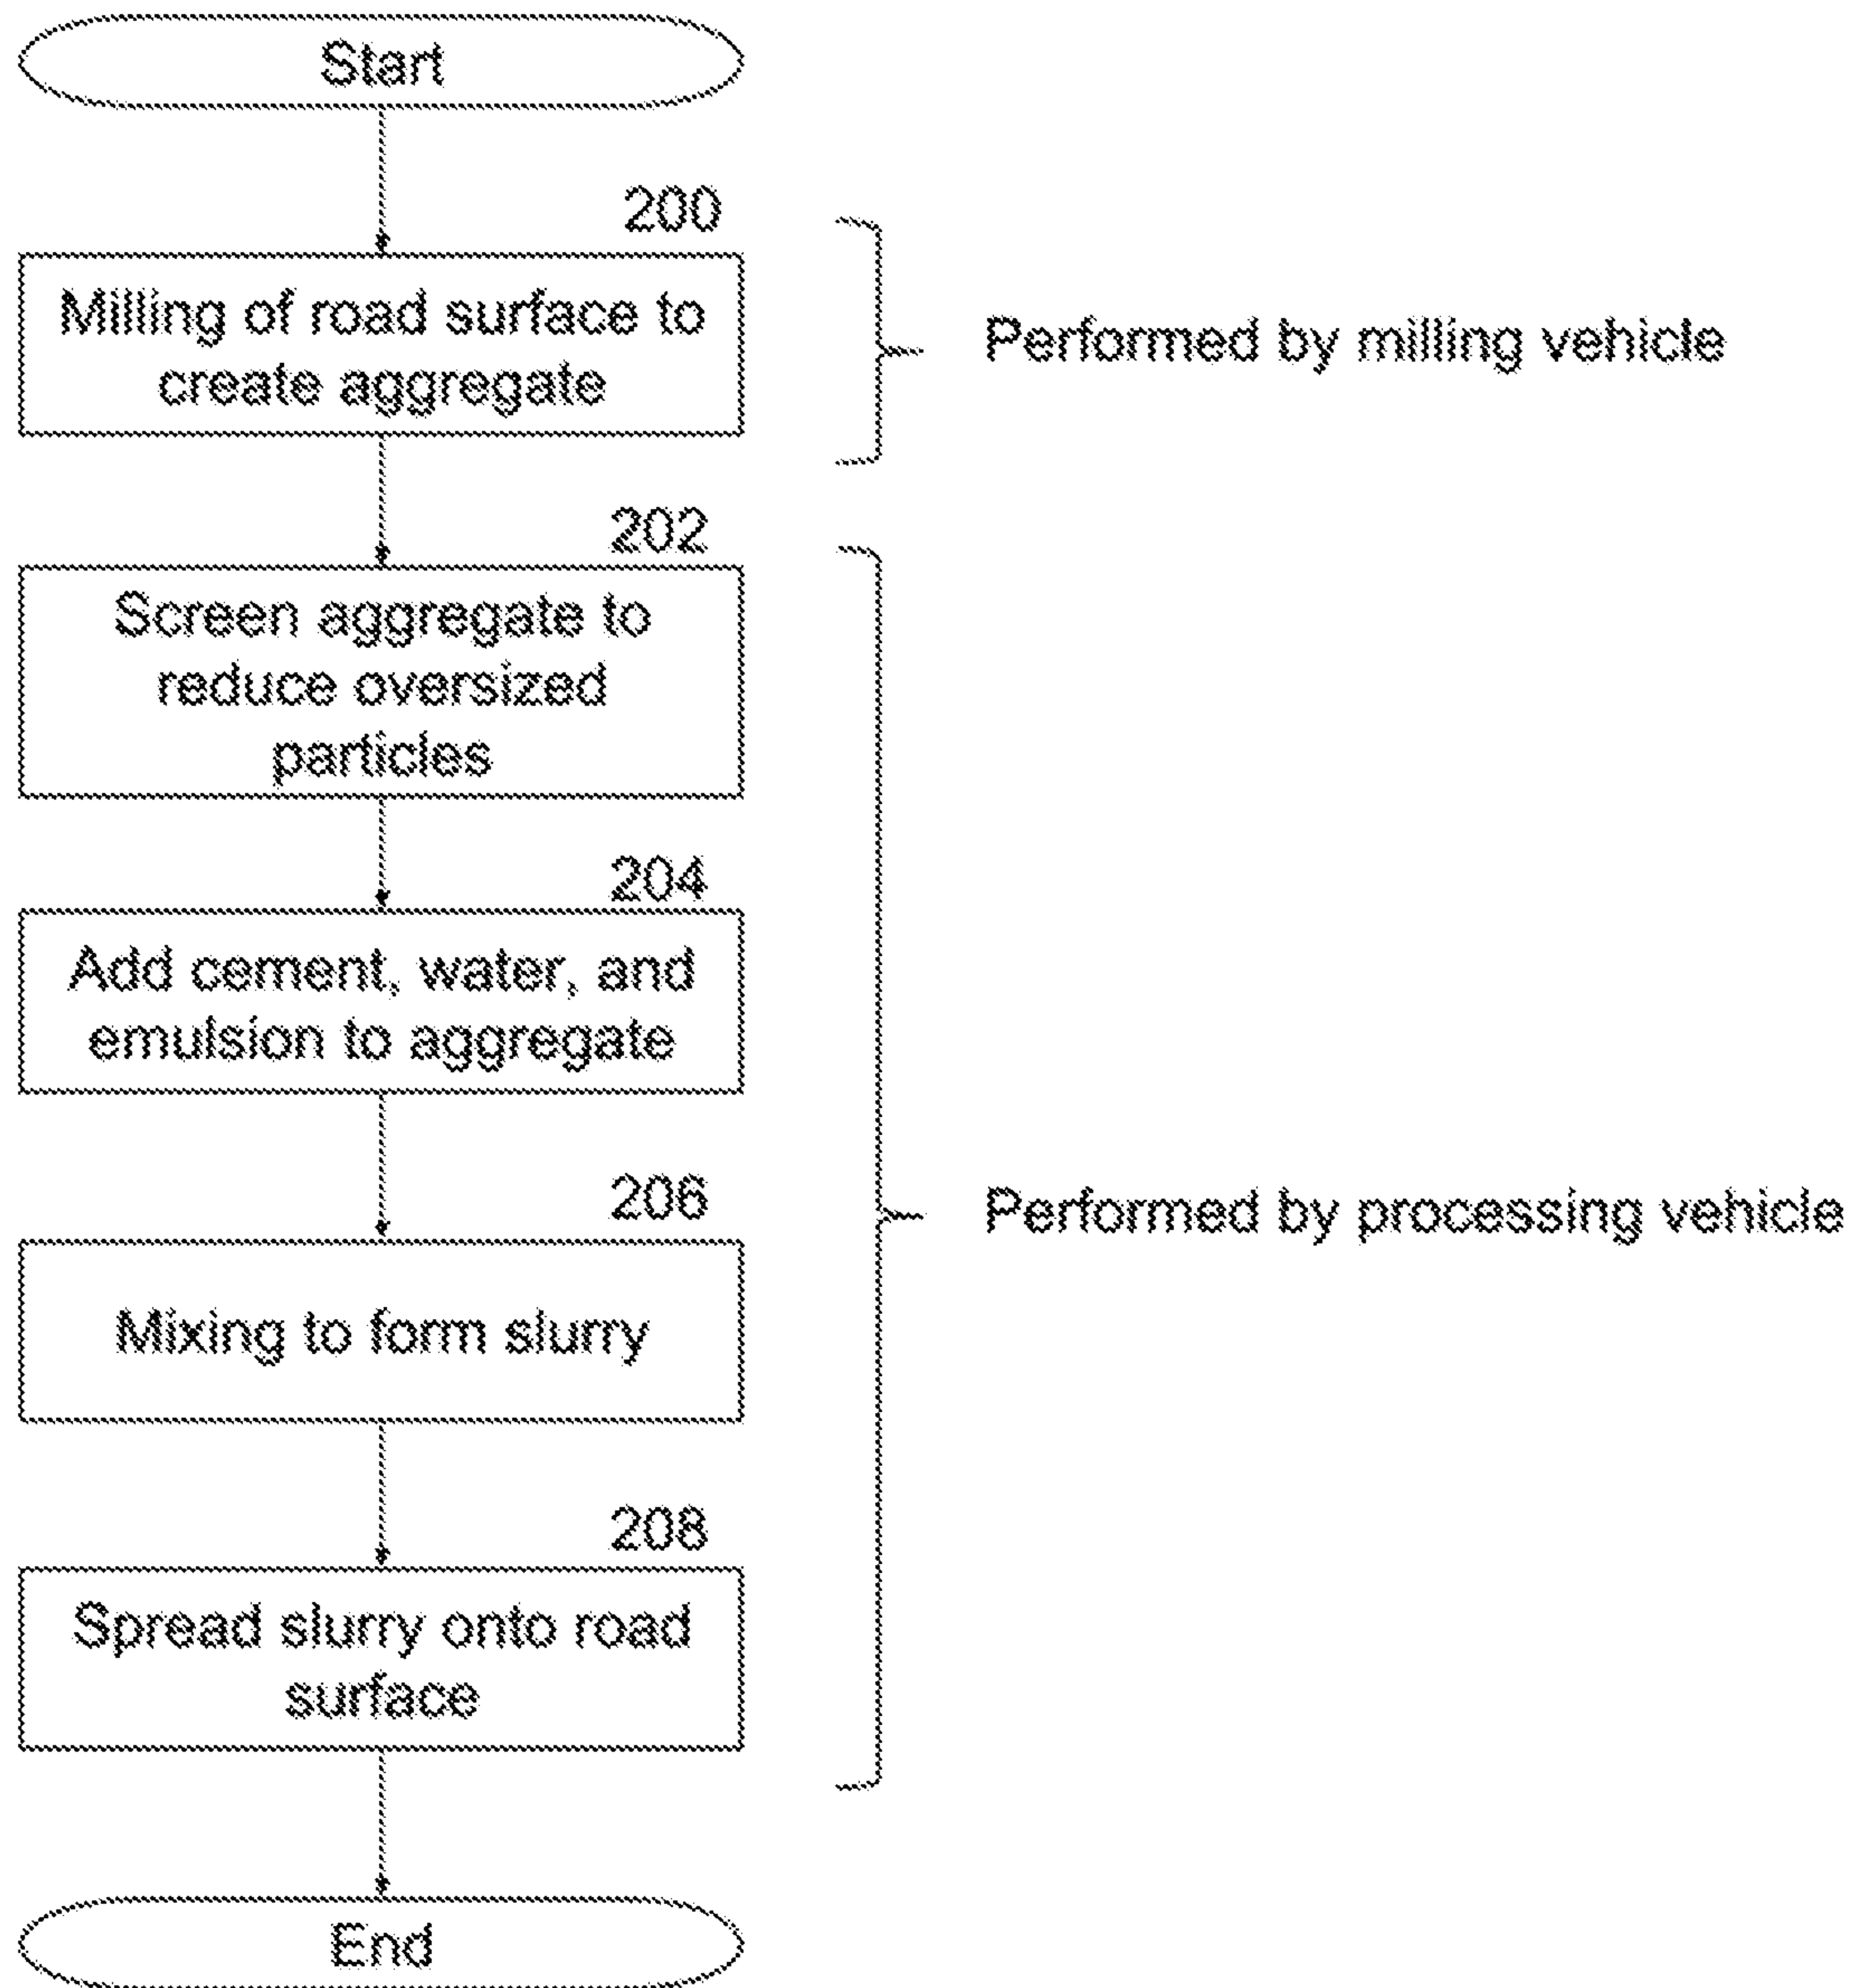 Start
200
Milling of road surface to
create aggregate
Performed by milling vehicle
202
Screen aggregate to
reduce oversized
particles
204
Add cement, water, and
emulsion to aggregate
206
Performed by processing vehicle
Mixing to form slurry
208
Spread slurry onto road
surface
End